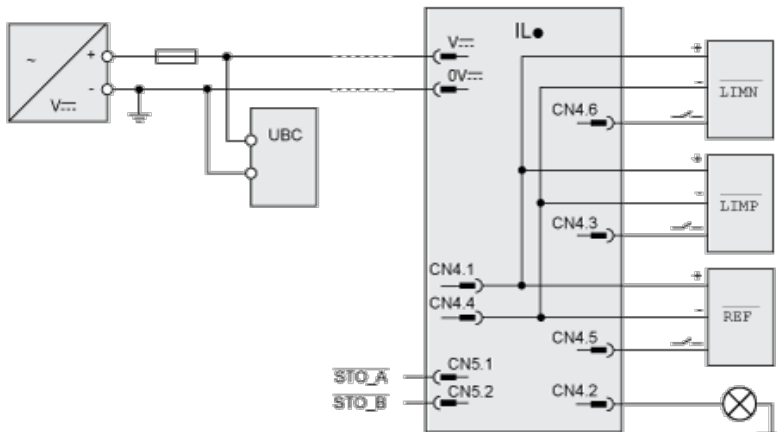 IL●
V⎓
0V⎓
+
-
~
V⎓
UBC
CN4.6
+
-
LIMN
CN4.3
+
-
LIMP
CN4.1
CN4.4
CN4.5
+
-
REF
STO_A
CN5.1
STO_B
CN5.2
CN4.2